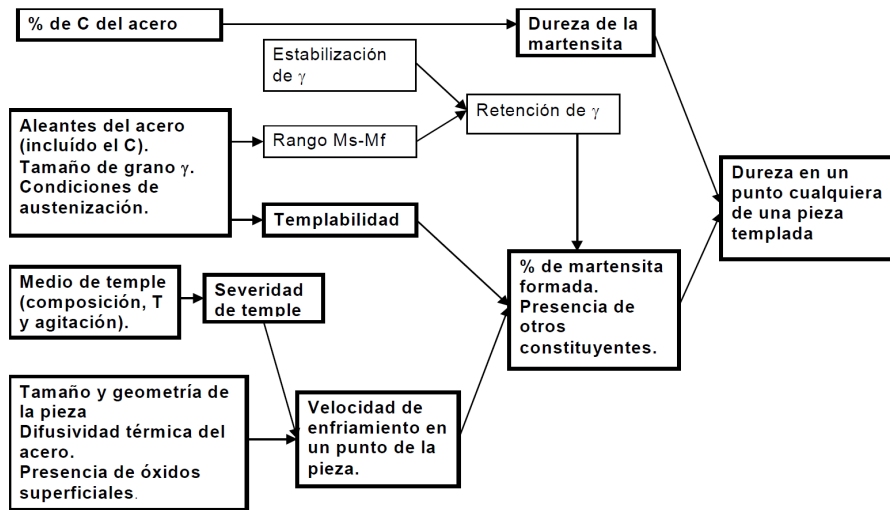 % de C del acero
Dureza de la
martensita
Estabilización
de γ
Retención de γ
Aleantes del acero
(incluído el C).
Tamaño de grano γ.
Condiciones de
austenización.
Rango Ms-Mf
Templabilidad
Dureza en un
punto cualquiera
de una pieza
templada
% de martensita
formada.
Presencia de
otros
constituyentes.
Medio de temple
(composición, T
y agitación).
Severidad
de temple
Tamaño y geometría de
la pieza
Difusividad térmica del
acero.
Presencia de óxidos
superficiales.
Velocidad de
enfriamiento en
un punto de la
pieza.